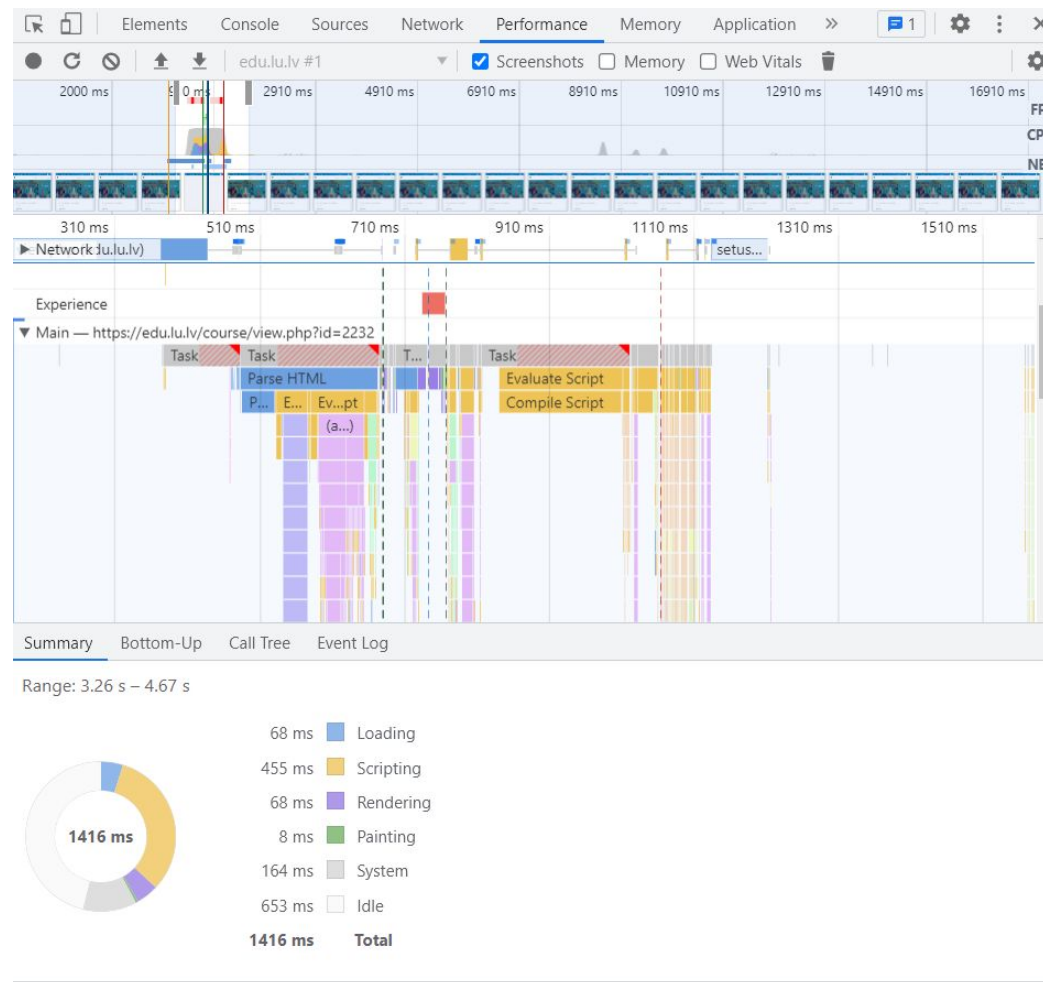 Elements Console Sources Network Performance Memory Application » 1
edu.lu.lv #1 Screenshots Memory Web Vitals
2000 ms 0 ms 2910 ms 4910 ms 6910 ms 8910 ms 10910 ms 12910 ms 14910 ms 16910 ms
FP
CP
NE
310 ms 510 ms 710 ms 910 ms 1110 ms 1310 ms 1510 ms
Network lu.lu.lv) setus...
Experience
Main — https://edu.lu.lv/course/view.php?id=2232
Task Task T... Task
Parse HTML Evaluate Script
P... E... Ev...pt Compile Script
(a...)
Summary Bottom-Up Call Tree Event Log
Range: 3.26 s – 4.67 s
68 ms Loading
455 ms Scripting
68 ms Rendering
1416 ms
8 ms Painting
164 ms System
653 ms Idle
1416 ms Total